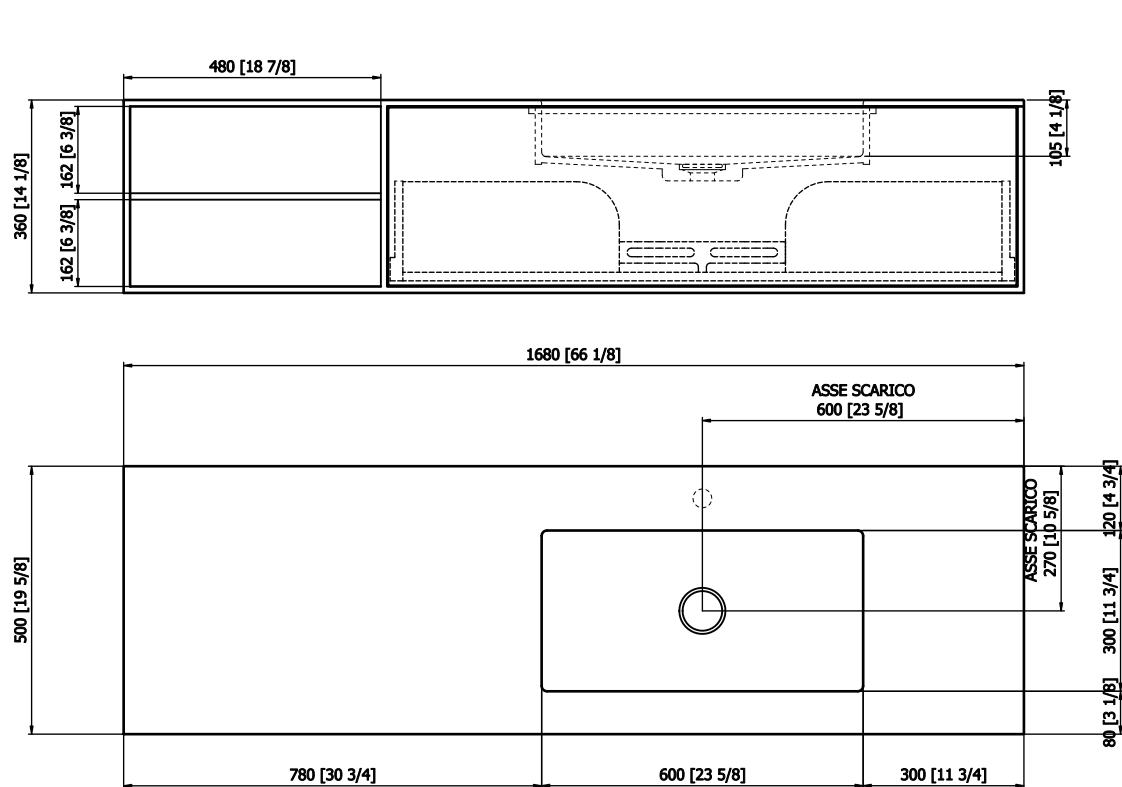 480 [18 7/8]
360 [14 1/8]
162 [6 3/8]
162 [6 3/8]
105 [4 1/8]
1680 [66 1/8]
ASSE SCARICO
600 [23 5/8]
500 [19 5/8]
ASSE SCARICO
270 [10 5/8]
120 [4 3/4]
300 [11 3/4]
80 [3 1/8]
780 [30 3/4]
600 [23 5/8]
300 [11 3/4]